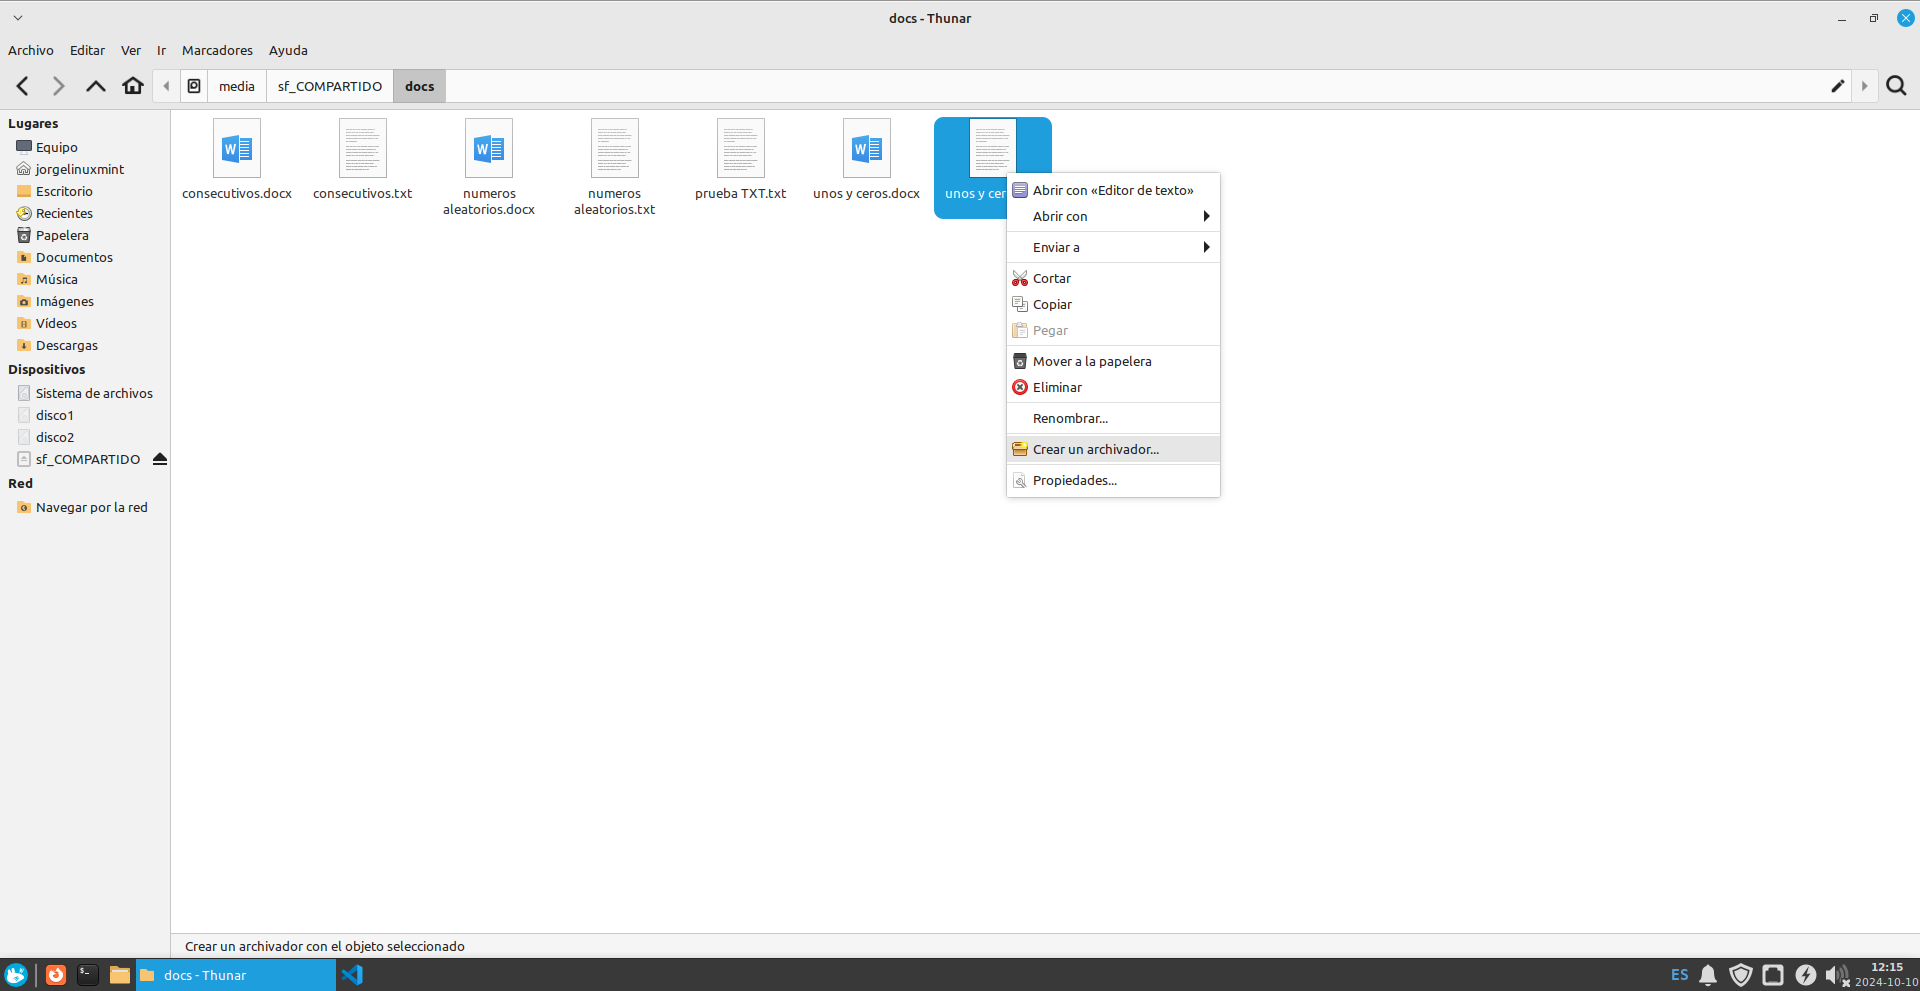 docs - Thunar
Archivo Editar Ver Ir Marcadores Ayuda
media sf_COMPARTIDO docs
Lugares
Equipo
jorgelinuxmint
Escritorio
Recientes
Papelera
Documentos
Música
Imágenes
Vídeos
Descargas
Dispositivos
Sistema de archivos
disco1
disco2
sf_COMPARTIDO
Red
Navegar por la red
consecutivos.docx
consecutivos.txt
numeros
aleatorios.docx
numeros
aleatorios.txt
prueba TXT.txt
unos y ceros.docx
unos y cer
Abrir con «Editor de texto»
Abrir con
Enviar a
Cortar
Copiar
Pegar
Mover a la papelera
Eliminar
Renombrar...
Crear un archivador...
Propiedades...
Crear un archivador con el objeto seleccionado
docs - Thunar
ES
12:15
2024-10-10